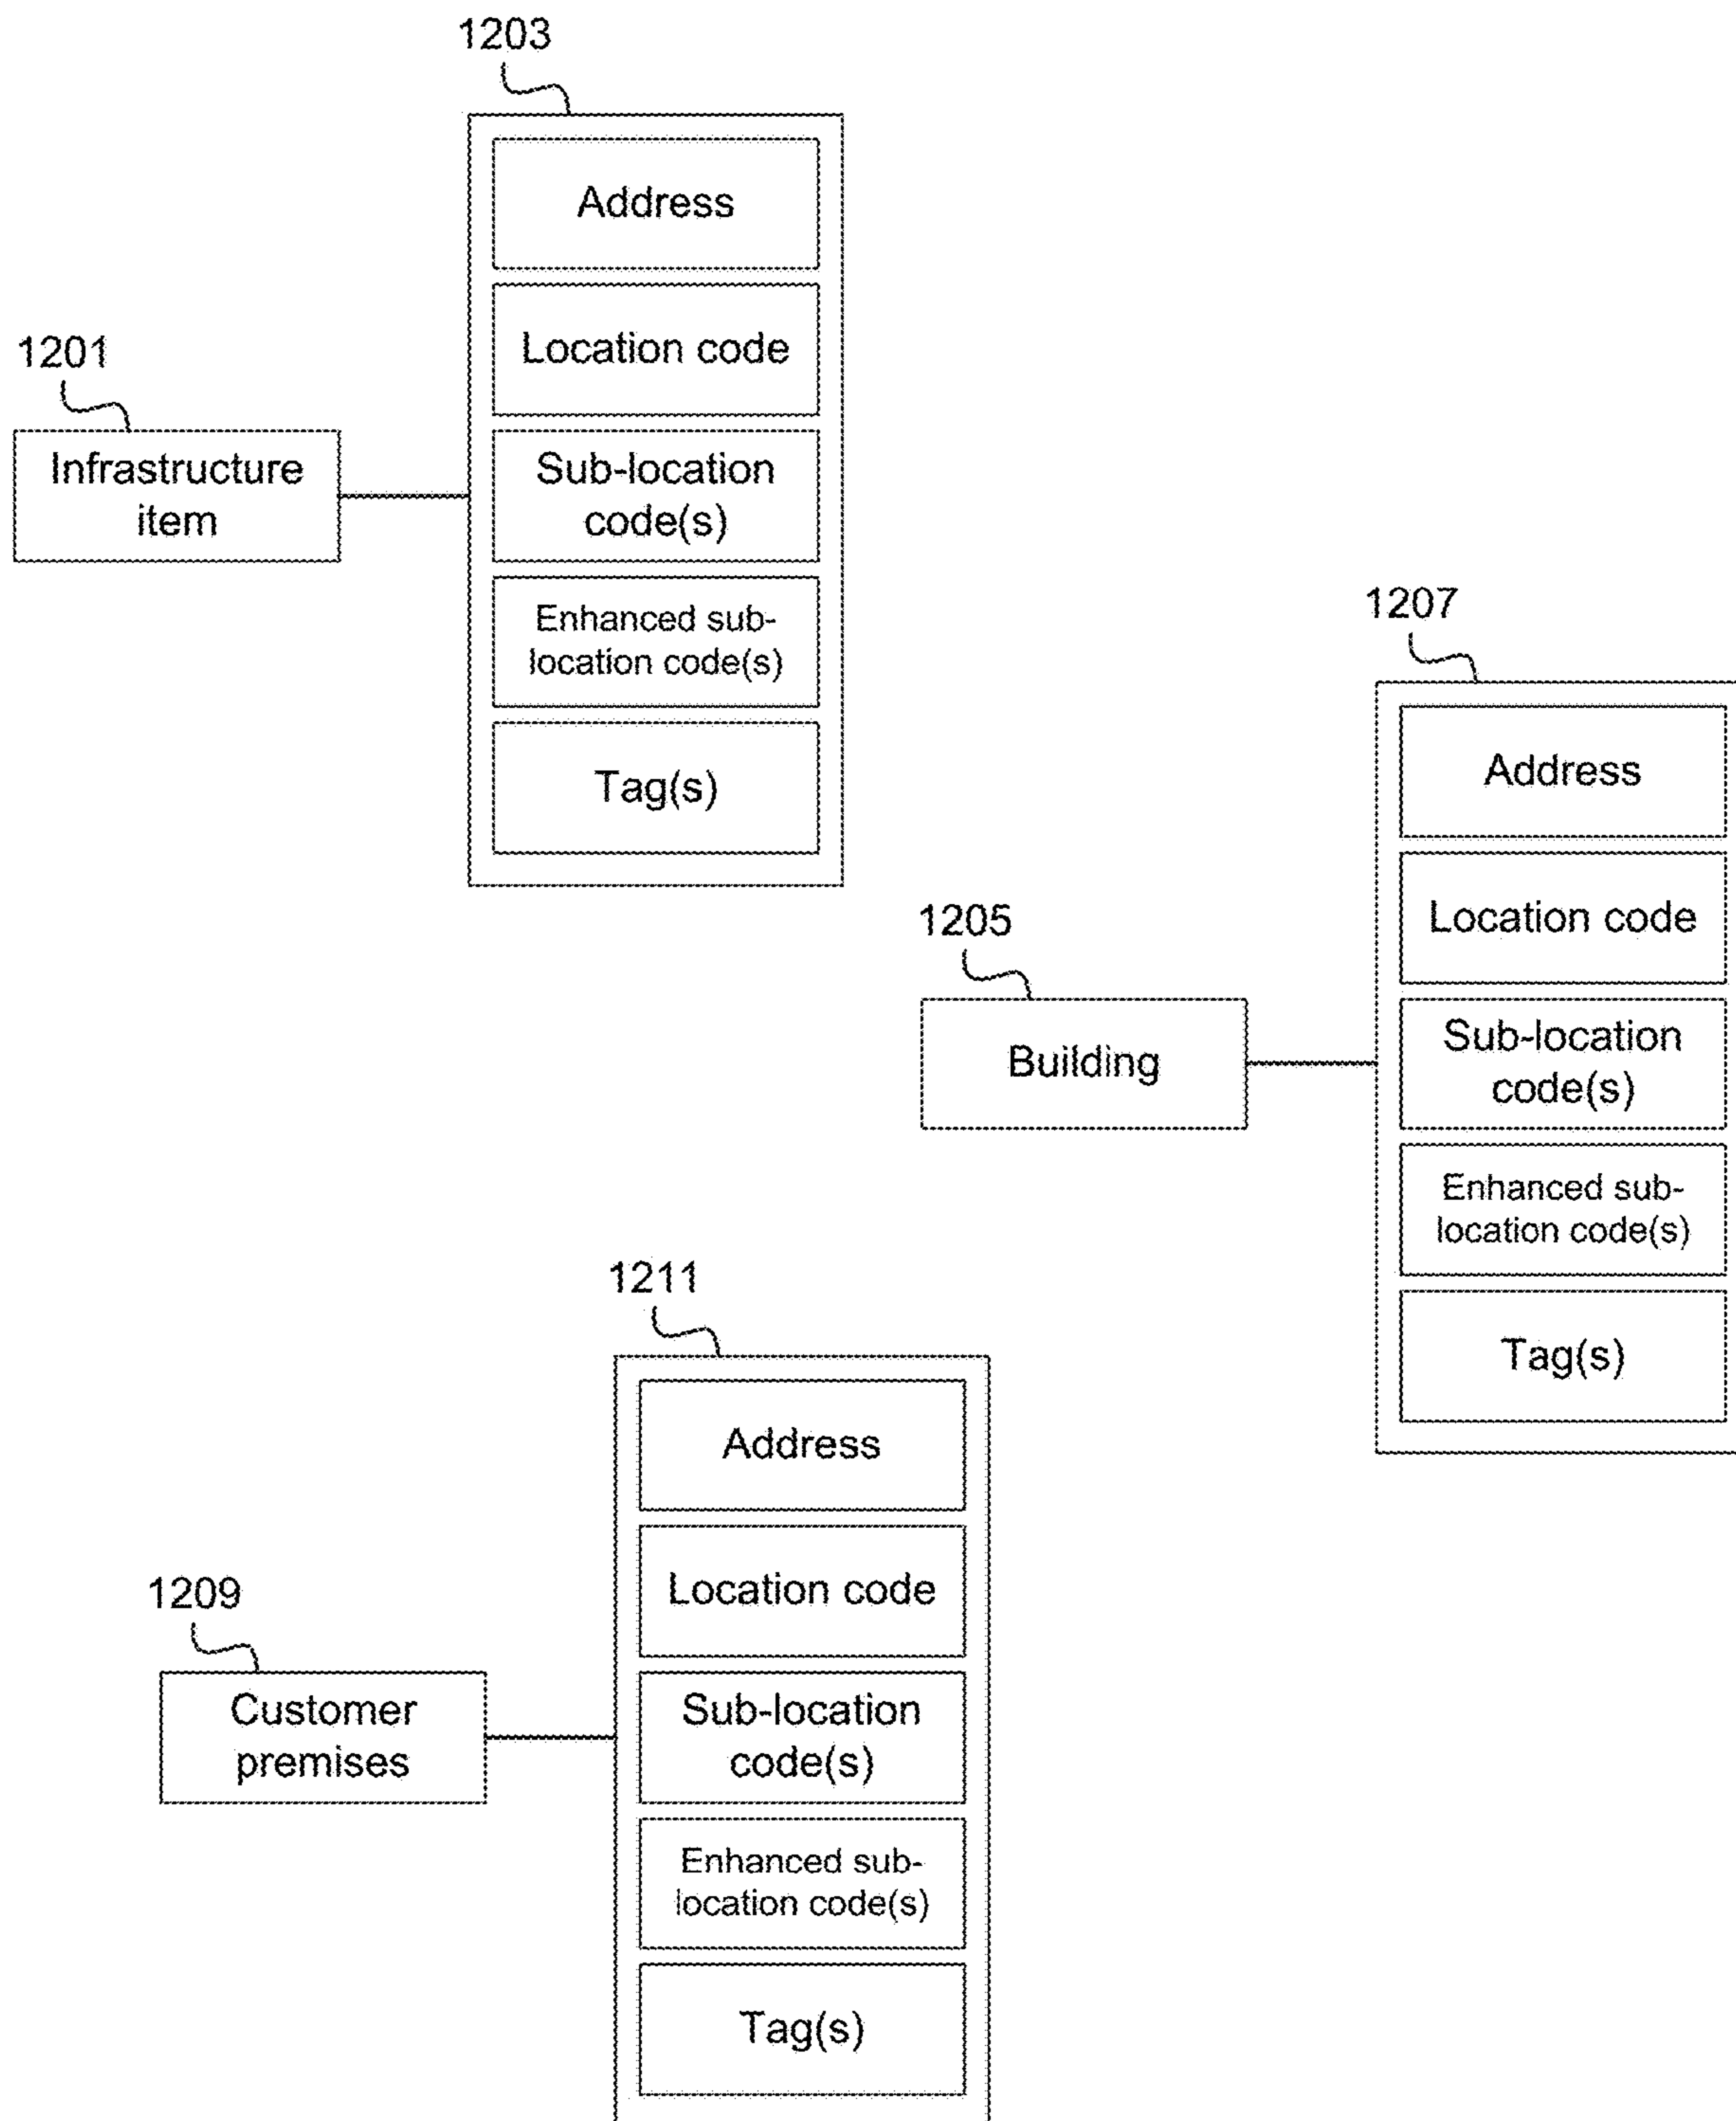 1203
Address
Location code
Sub-location
code(s)
Enhanced sub-
location code(s)
Tag(s)
1201
Infrastructure
item
1207
Address
Location code
Sub-location
code(s)
Enhanced sub-
location code(s)
Tag(s)
1205
Building
1211
Address
Location code
Sub-location
code(s)
Enhanced sub-
location code(s)
Tag(s)
1209
Customer
premises